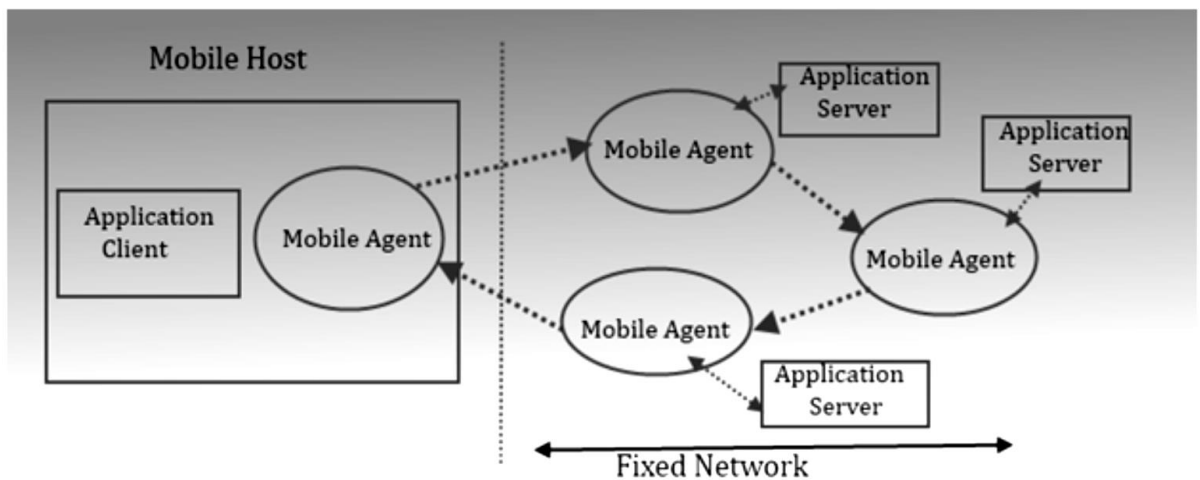 Mobile Host
Application
Client
Mobile Agent
Mobile Agent
Application
Server
Application
Server
Mobile Agent
Mobile Agent
Application
Server
Fixed Network